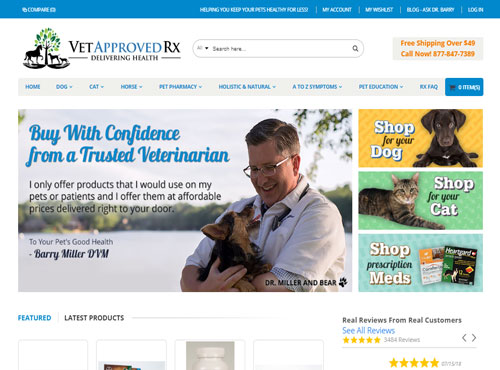 COMPARE (0)
HELPING YOU KEEP YOUR PETS HEALTHY FOR LESS!
MY ACCOUNT
MY WISHLIST
BLOG - ASK DR. BARRY
LOG IN
VETAPPROVEDRX
DELIVERING HEALTH
All
Search here...
Free Shipping Over $49
Call Now! 877-847-7389
HOME
DOG
CAT
HORSE
PET PHARMACY
HOLISTIC & NATURAL
A TO Z SYMPTOMS
PET EDUCATION
RX FAQ
0 ITEM(S)
Buy With Confidence
from a Trusted Veterinarian
I only offer products that I would use on my
pets or patients and I offer them at affordable
prices delivered right to your door.
To Your Pet's Good Health
- Barry Miller DVM
DR. MILLER AND BEAR
Shop
for your
Dog
Shop
for your
Cat
Shop
prescription
Meds
Heartgard
FEATURED
LATEST PRODUCTS
Real Reviews From Real Customers
See All Reviews
3484 Reviews
07/15/18